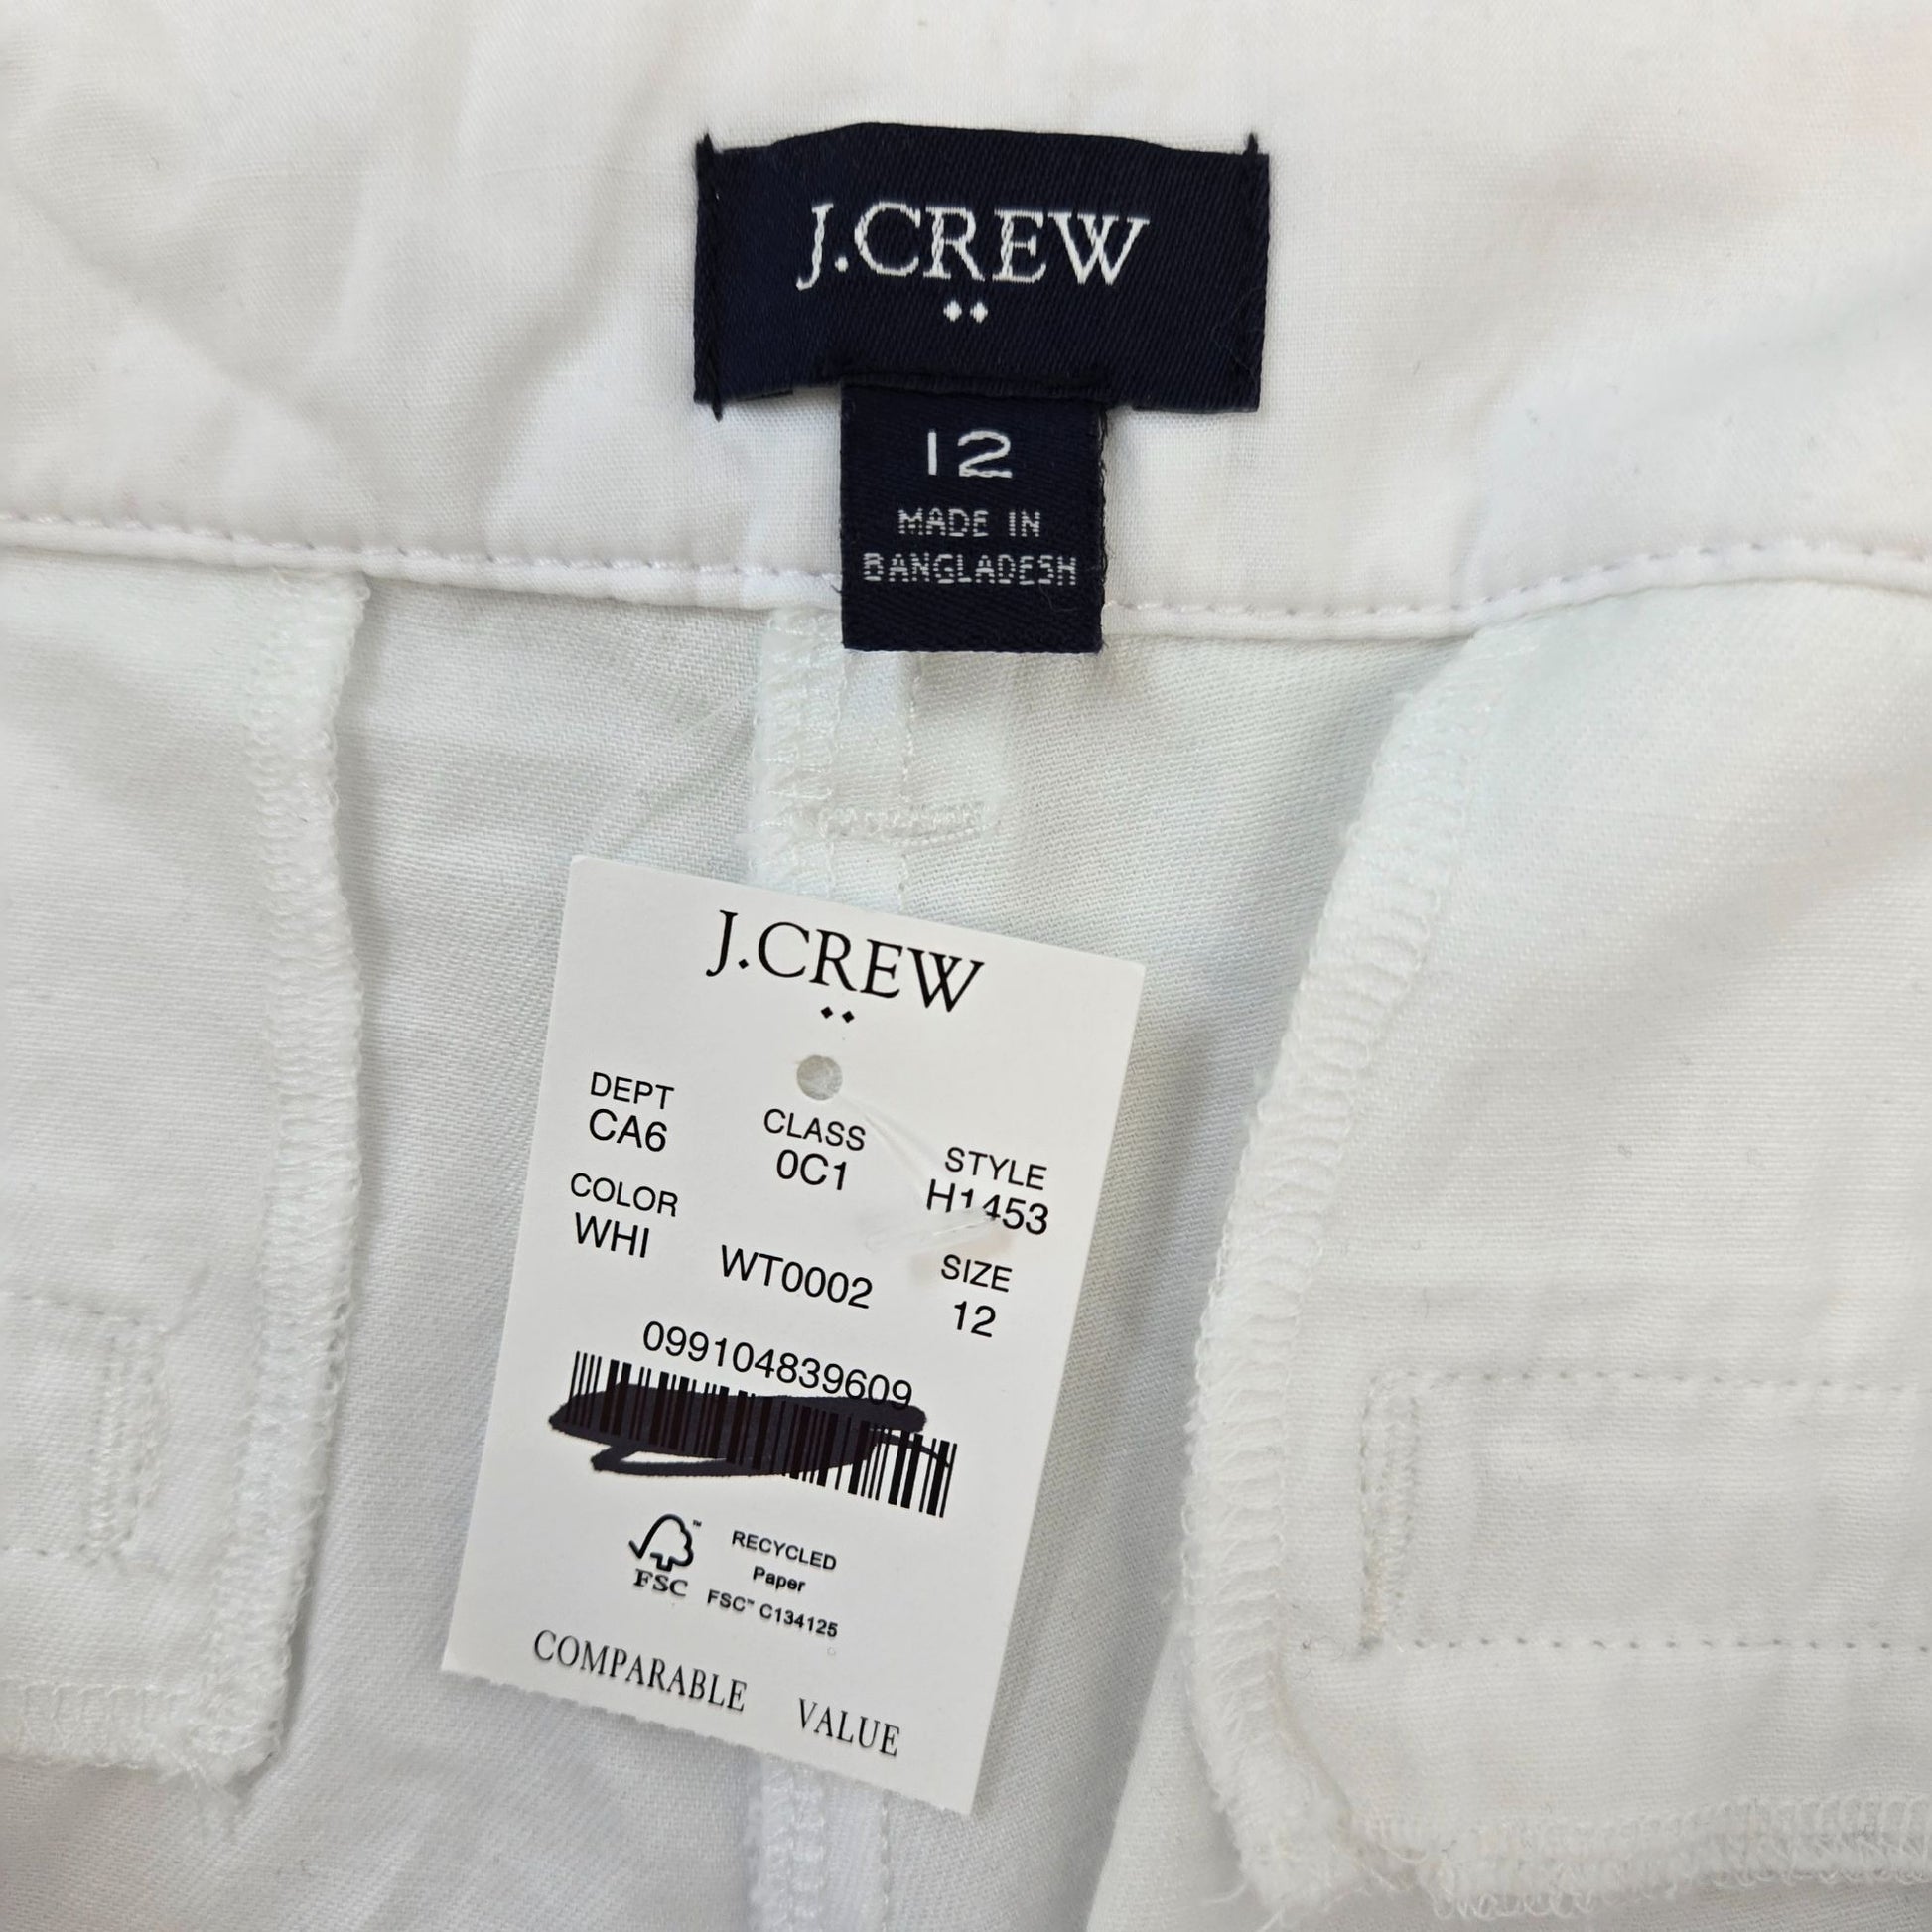 J.CREW
12
MADE IN
BANGLADESH
J.CREW
DEPT CLASS STYLE
CA6 0C1 H1453
COLOR SIZE
WHI WT0002 12
099104839609
RECYCLED
Paper
FSC™ C134125
™
FSC
COMPARABLE VALUE